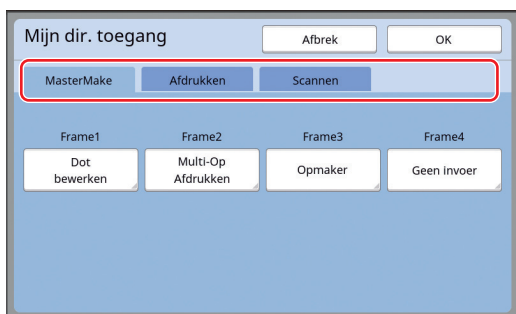 Mijn dir. toegang Afbrek OK
MasterMake Afdrukken Scannen
Frame1 Frame2 Frame3 Frame4
Dot
bewerken
Multi-Op
Afdrukken
Opmaker
Geen invoer